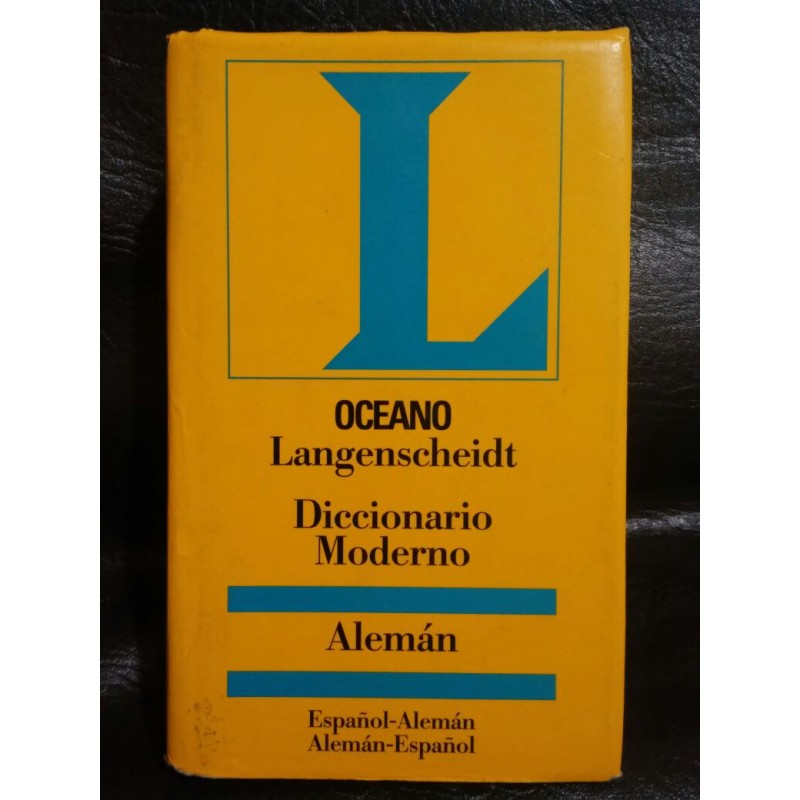 L
OCEANO
Langenscheidt
Diccionario
Moderno
Alemán
Español-Alemán
Alemán-Español